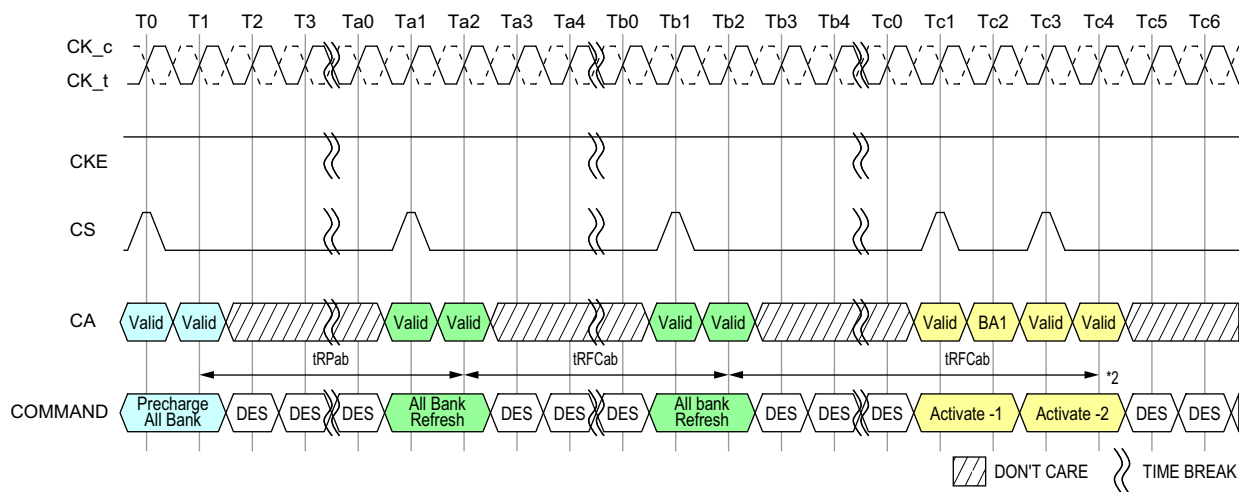 T0 T1 T2 T3 Ta0 Ta1 Ta2 Ta3 Ta4 Tb0 Tb1 Tb2 Tb3 Tb4 Tc0 Tc1 Tc2 Tc3 Tc4 Tc5 Tc6
CK_c
CK_t
CKE
CS
CA Valid Valid Valid Valid Valid Valid Valid BA1 Valid Valid
tRPab tRFCab tRFCab *2
COMMAND Precharge All Bank DES DES DES All Bank Refresh DES DES DES All bank Refresh DES DES DES Activate -1 Activate -2 DES DES
DON'T CARE TIME BREAK